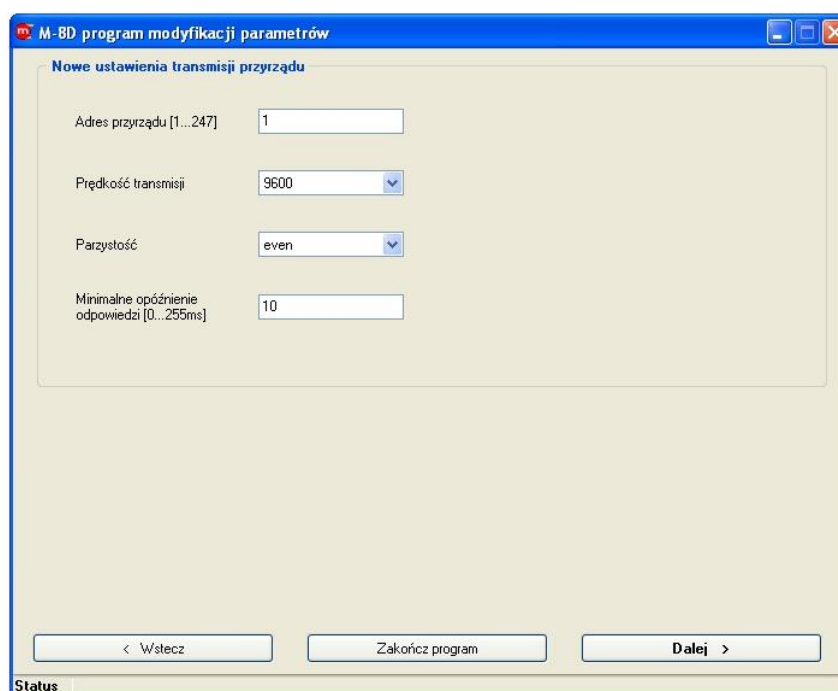 M-8D program modyfikacji parametrów
Nowe ustawienia transmisji przyrządu
Adres przyrządu [1...247]
1
Prędkość transmisji
9600
Parzystość
even
Minimalne opóźnienie
odpowiedzi [0...255ms]
10
< Wstecz
Zakończ program
Dalej >
Status